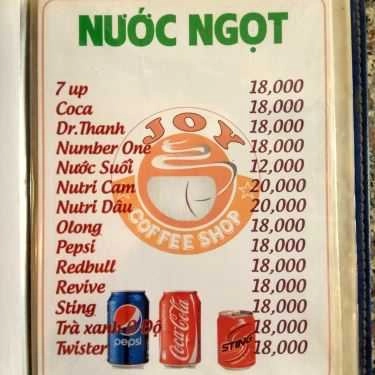 NƯỚC NGỌT
7 up 18,000
Coca 18,000
Dr.Thanh 18,000
Number One 18,000
Nước Suối 12,000
Nutri Cam 20,000
Nutri Dâu 20,000
Olong 18,000
Pepsi 18,000
Redbull 18,000
Revive 18,000
Sting 18,000
Trà xanh 0 Độ 18,000
Twister 18,000
JOY
COFFEE SHOP
pepsi
Coca-Cola
STING